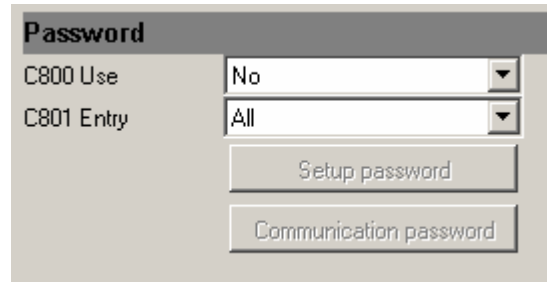 Password
C800 Use No
C801 Entry All
Setup password
Communication password